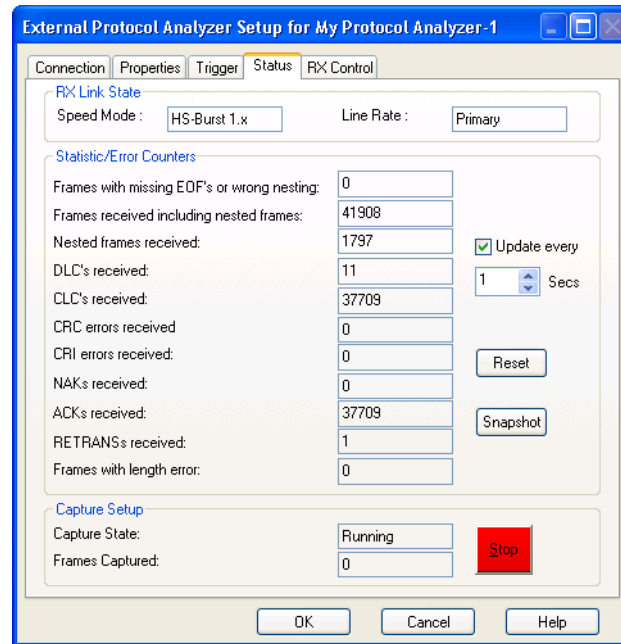 External Protocol Analyzer Setup for My Protocol Analyzer-1
Connection Properties Trigger Status RX Control
RX Link State
Speed Mode : HS-Burst 1.x Line Rate : Primary
Statistic/Error Counters
Frames with missing EOF's or wrong nesting: 0
Frames received including nested frames: 41908
Nested frames received: 1797 Update every
DLC's received: 11 1 Secs
CLC's received: 37709
CRC errors received 0
CRI errors received: 0 Reset
NAKs received: 0
ACKs received: 37709 Snapshot
RETRANSs received: 1
Frames with length error: 0
Capture Setup
Capture State: Running Stop
Frames Captured: 0
OK Cancel Help